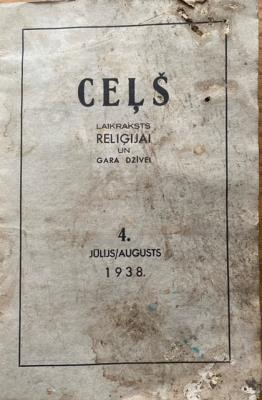 CEĻŠ
LAIKRAKSTS
RELIĢIJAI
UN
GARA DZĪVEI
4.
JŪLIJS/AUGUSTS
1938.